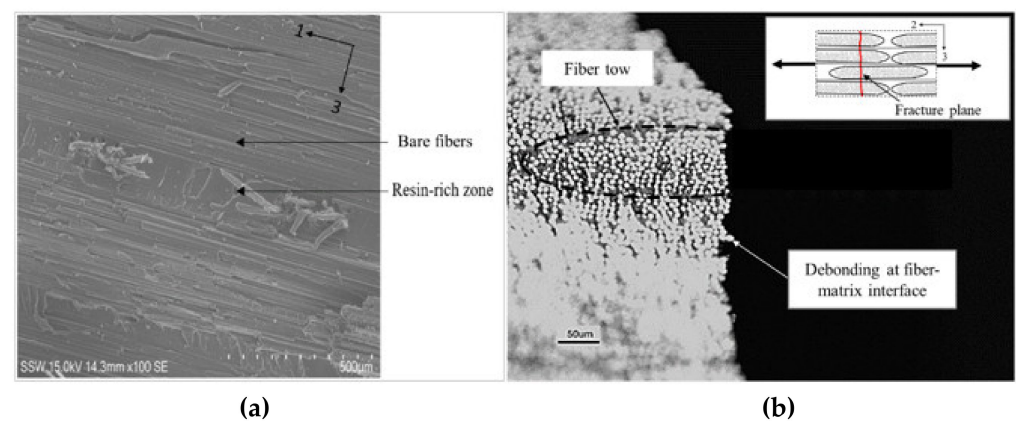 1
3
Bare fibers
Resin-rich zone
SSW 15.0kV 14.3mm x100 SE
500μm
(a)
Fiber tow
2
3
Fracture plane
Debonding at fiber-
matrix interface
50um
(b)